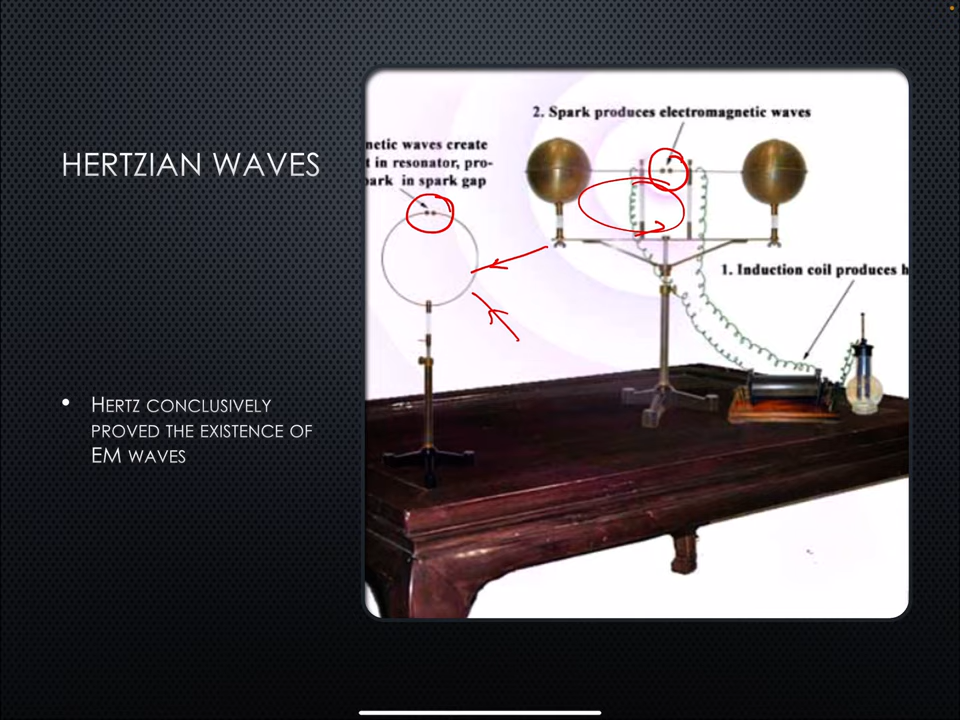 HERTZIAN WAVES
• HERTZ CONCLUSIVELY
PROVED THE EXISTENCE OF
EM WAVES
netic waves create
t in resonator, pro-
park in spark gap
2. Spark produces electromagnetic waves
1. Induction coil produces h